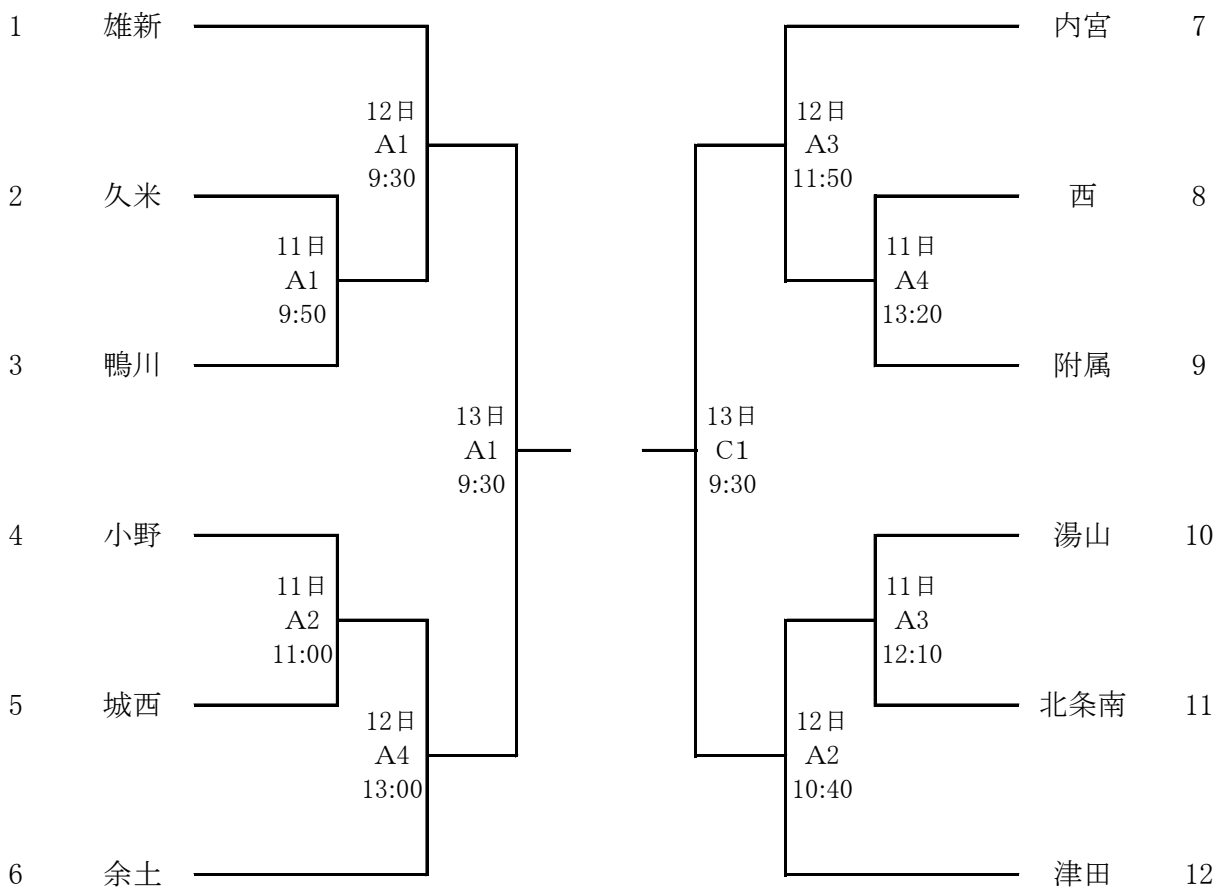 1 雄新
12日
A1
9:30
2 久米
11日
A1
9:50
3 鴨川
13日
A1
9:30
4 小野
11日
A2
11:00
5 城西
12日
A4
13:00
6 余土
内宮 7
12日
A3
11:50
西 8
11日
A4
13:20
附属 9
13日
C1
9:30
湯山 10
11日
A3
12:10
北条南 11
12日
A2
10:40
津田 12